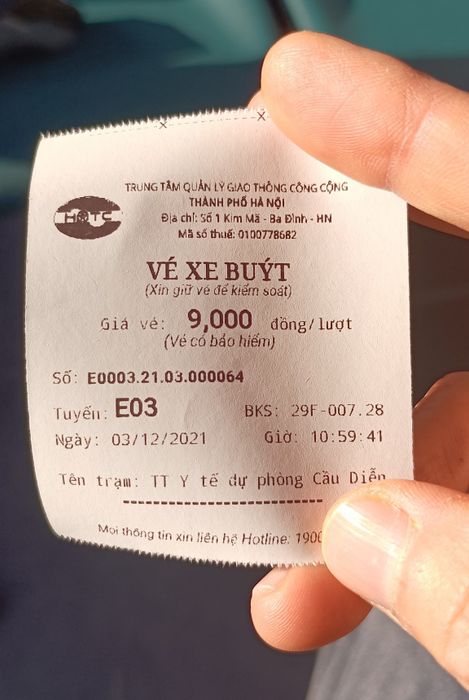 TRUNG TÂM QUẢN LÝ GIAO THÔNG CÔNG CỘNG
THÀNH PHỐ HÀ NỘI
HPTC
Địa chỉ: Số 1 Kim Mã - Ba Đình - HN
Mã số thuế: 0100778682
VÉ XE BUÝT
(Xin giữ vé để kiểm soát)
Giá vé: 9,000 đồng/lượt
(Vé có bảo hiểm)
Số: E0003.21.03.000064
Tuyến: E03 BKS: 29F-007.28
Ngày: 03/12/2021 Giờ: 10:59:41
Tên trạm: TT Y tế dự phòng Cầu Diễn
Mọi thông tin xin liên hệ Hotline: 1900